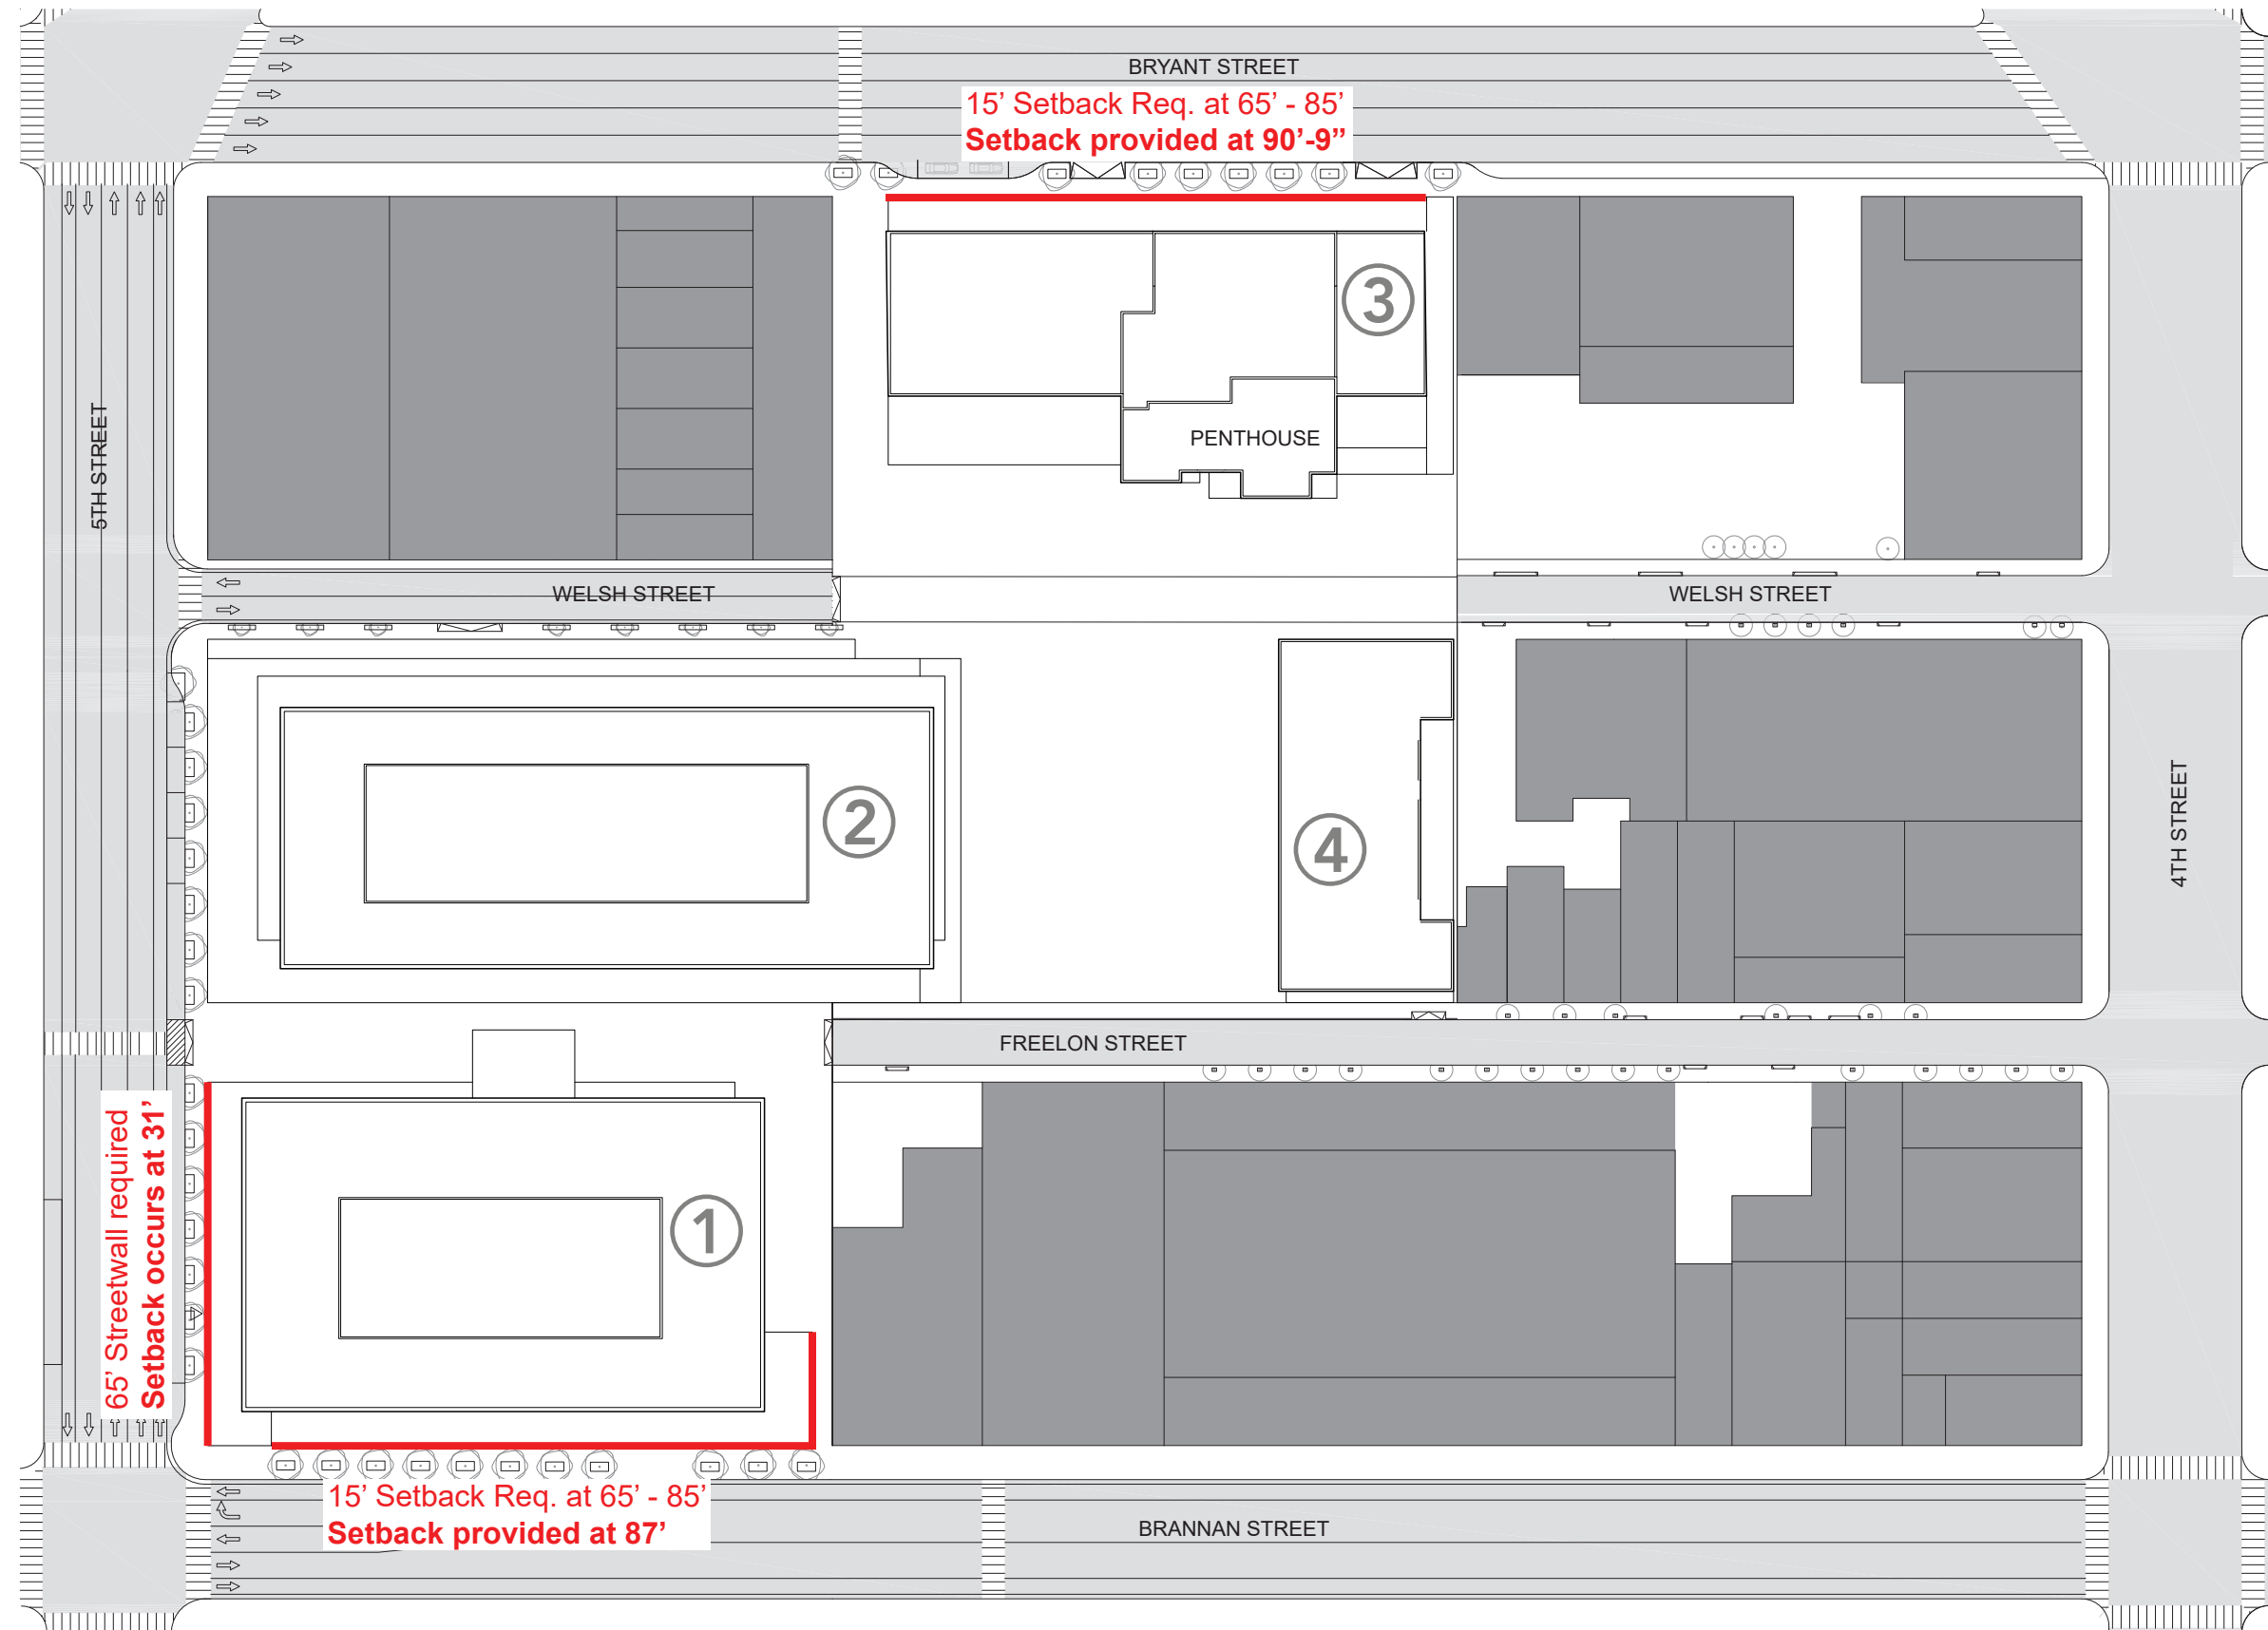 BRYANT STREET
15’ Setback Req. at 65’ - 85’
Setback provided at 90’-9”
3
5TH STREET
PENTHOUSE
WELSH STREET
WELSH STREET
2
4
4TH STREET
FREELON STREET
65’ Streetwall required
Setback occurs at 31’
1
15’ Setback Req. at 65’ - 85’
Setback provided at 87’
BRANNAN STREET